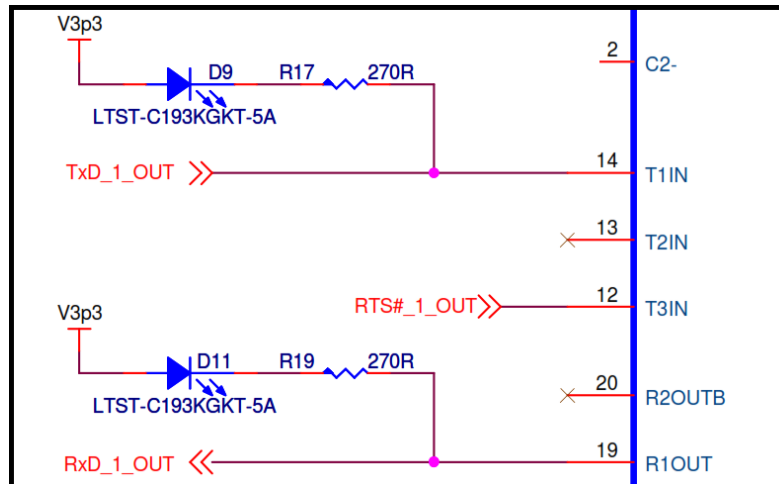 V3p3
D9 R17 270R
LTST-C193KGKT-5A
2 C2-
TxD_1_OUT
14 T1IN
13 T2IN
RTS#_1_OUT
12 T3IN
V3p3
D11 R19 270R
LTST-C193KGKT-5A
20 R2OUTB
RxD_1_OUT
19 R1OUT